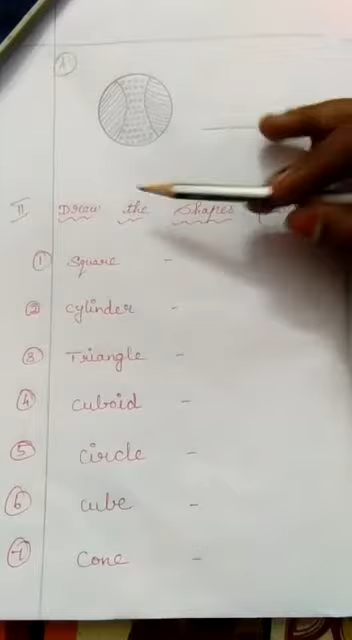 II Draw the Shapes
① Square -
② Cylinder -
③ Triangle -
④ cuboid -
⑤ circle -
⑥ cube -
⑦ Cone -